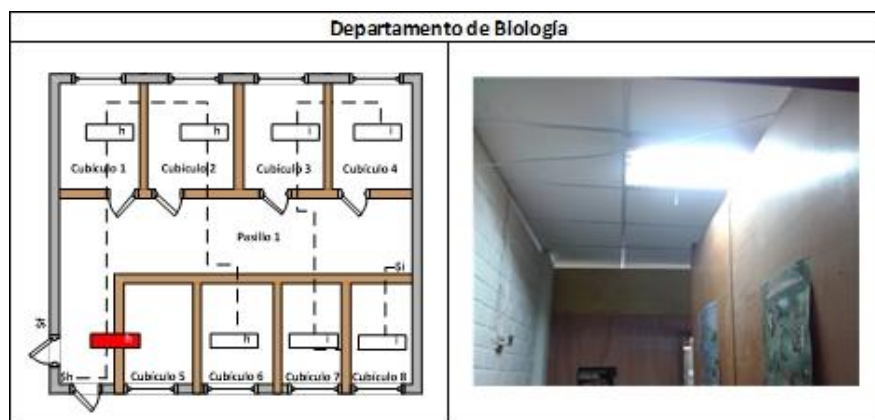 Departamento de Biología
h
h
i
i
Cubículo 1
Cubículo 2
Cubículo 3
Cubículo 4
Pasillo 1
Si
Sf
h
h
i
i
Sh
Cubículo 5
Cubículo 6
Cubículo 7
Cubículo 8